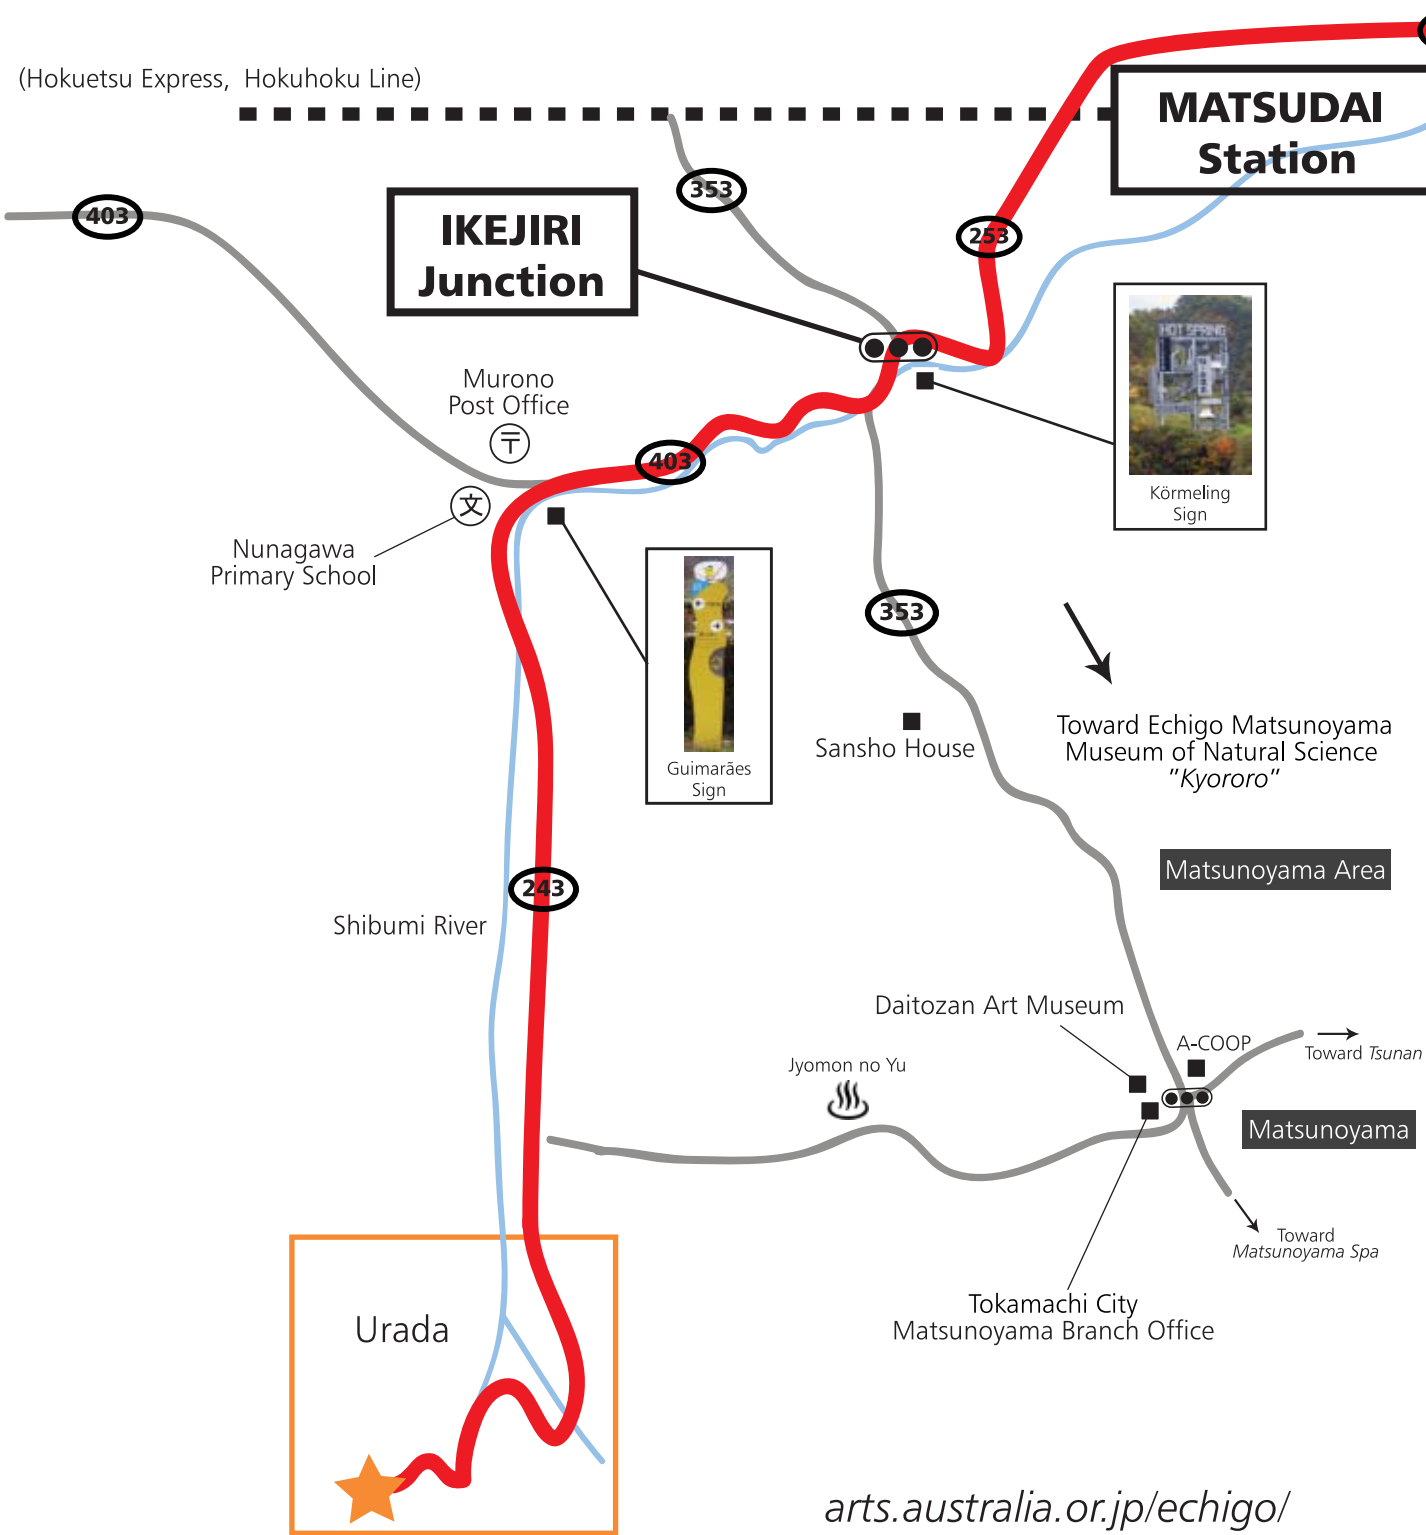 (Hokuetsu Express, Hokuhoku Line)
MATSUDAI
Station
403
353
IKEJIRI
Junction
253
HOT SPRING
Murono
Post Office
〒
403
文
Körmeling
Sign
Nunagawa
Primary School
353
Guimarães
Sign
Sansho House
Toward Echigo Matsunoyama
Museum of Natural Science
"Kyororo"
Matsunoyama Area
243
Shibumi River
Daitozan Art Museum
A-COOP
Toward Tsunan
Jyomon no Yu
Matsunoyama
Toward
Matsunoyama Spa
Tokamachi City
Matsunoyama Branch Office
Urada
arts.australia.or.jp/echigo/